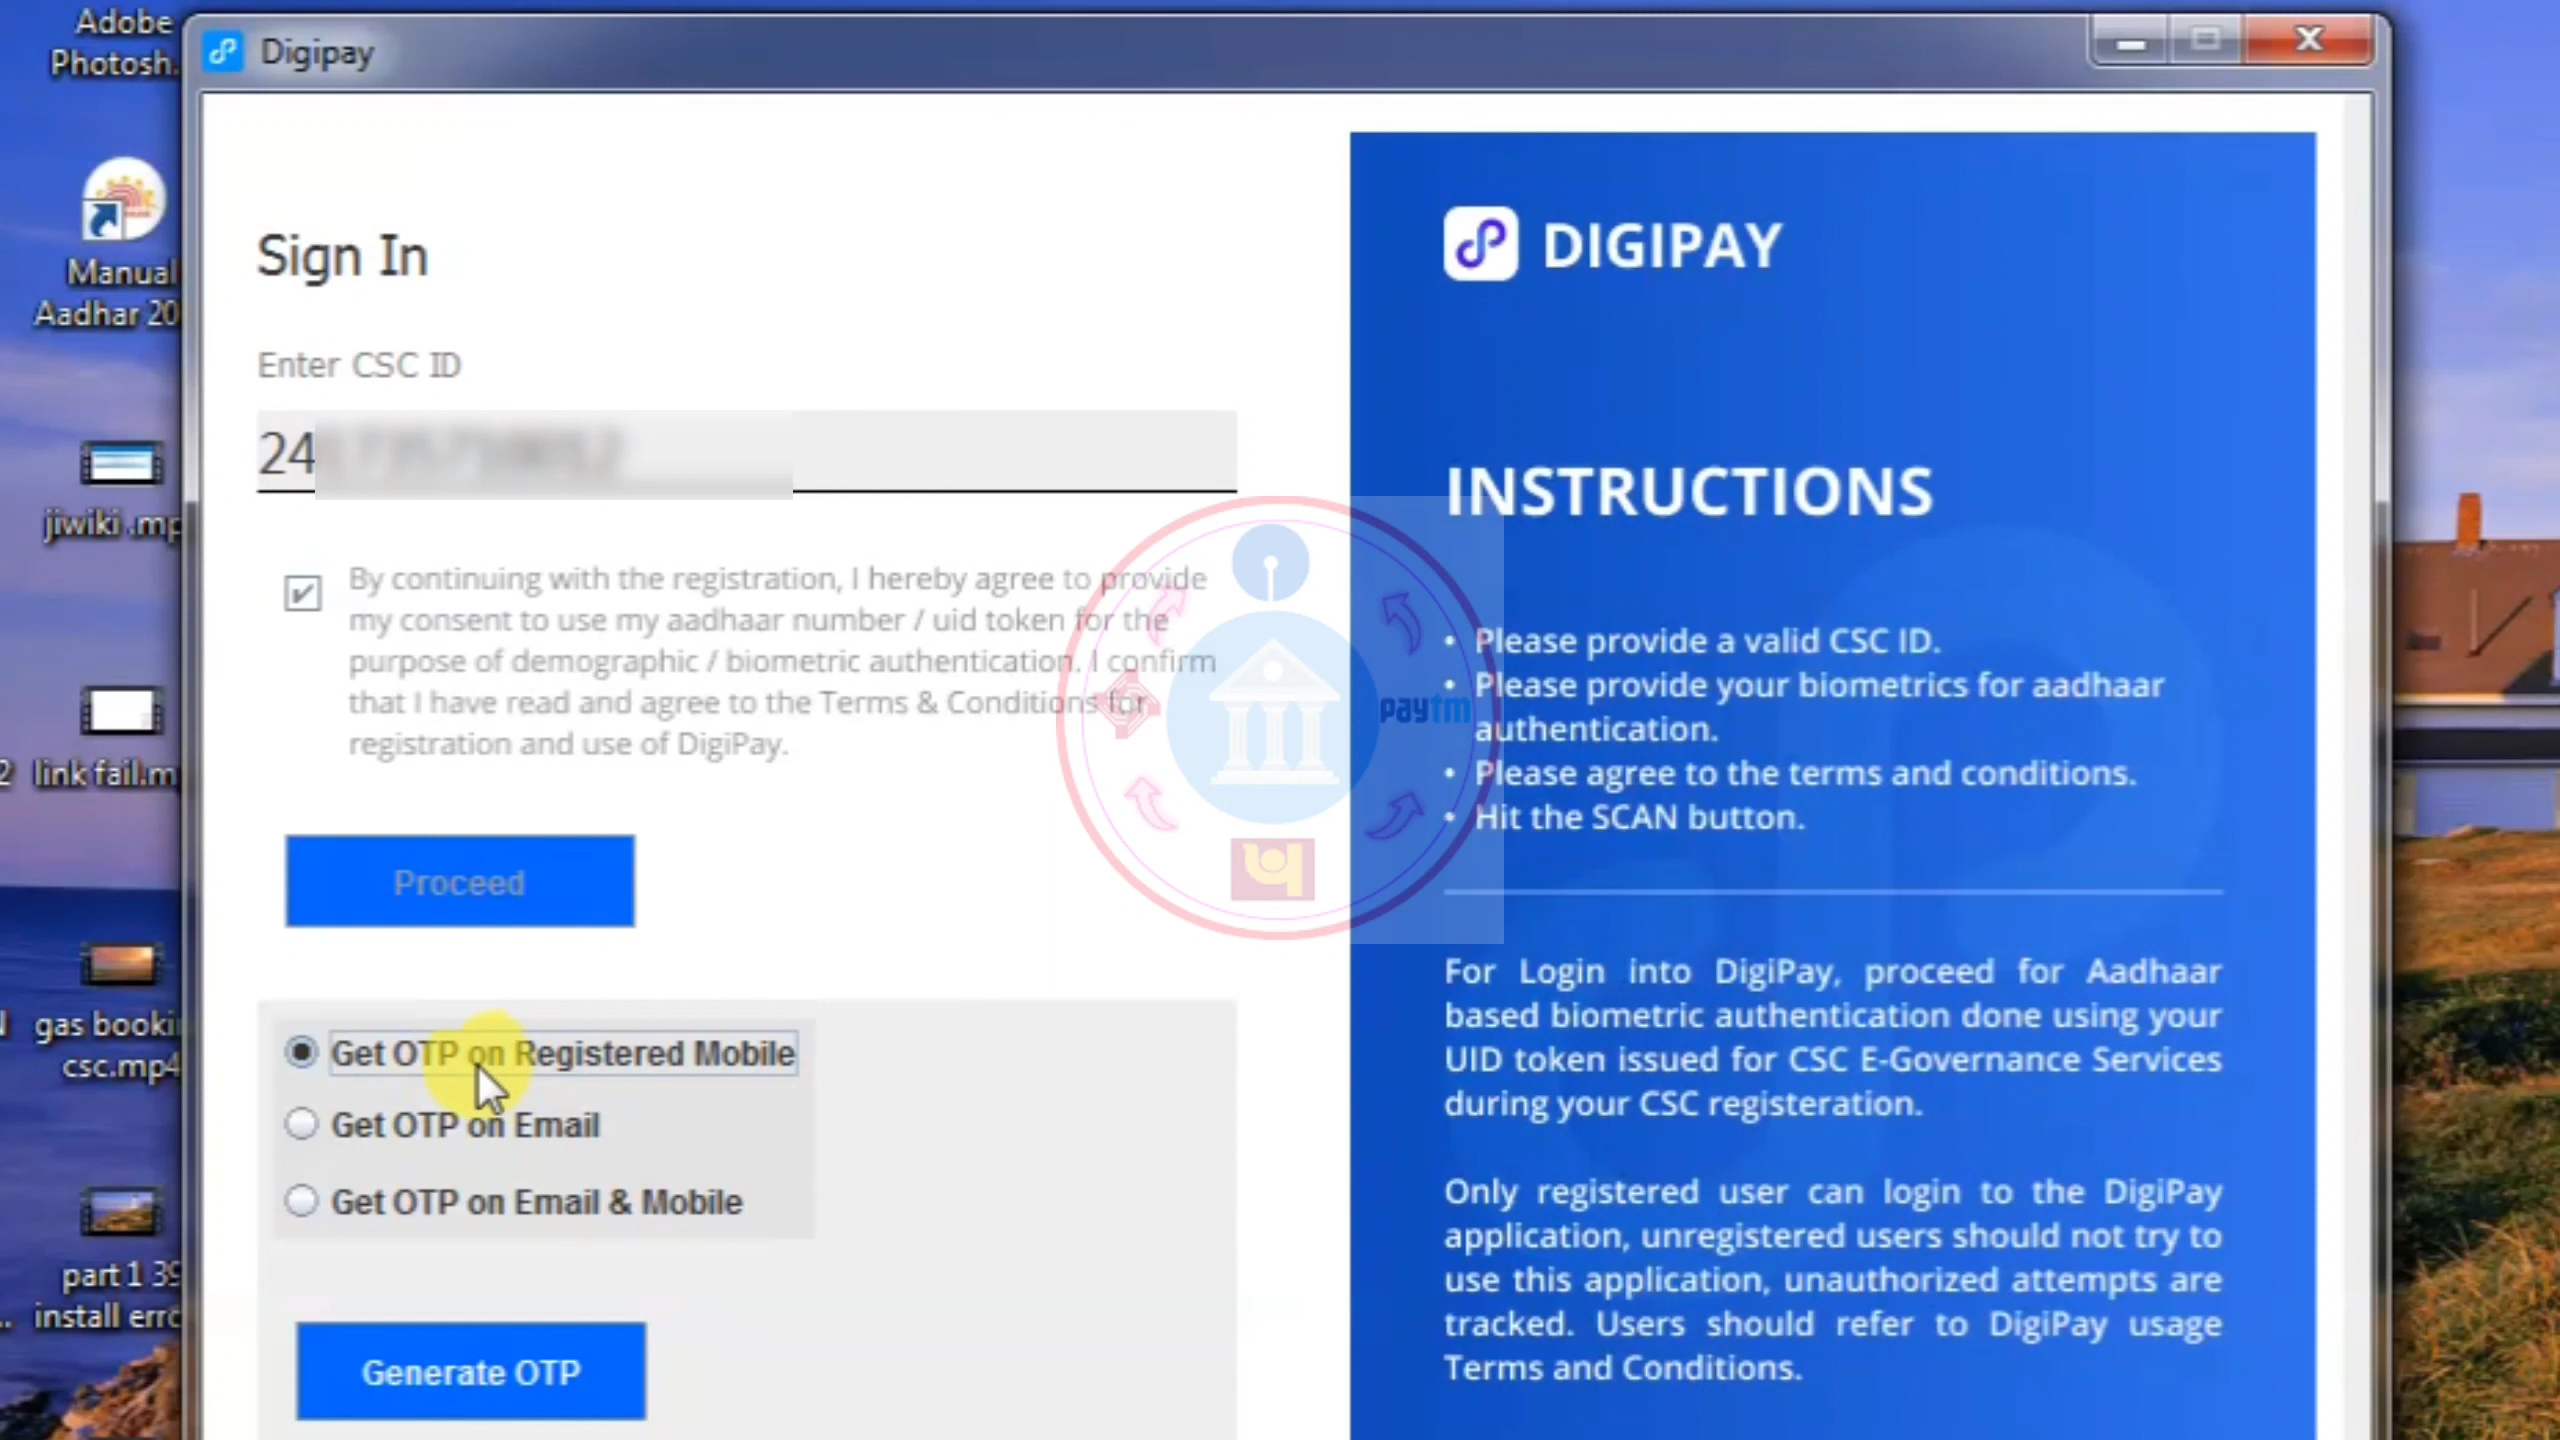 Adobe
Photosh.
Manual
Aadhar 20
jiwiki .mp
2 link fail.m
gas booki
csc.mp4
part 1 39
install erro
Digipay
Sign In
Enter CSC ID
24
By continuing with the registration, I hereby agree to provide
my consent to use my aadhaar number / uid token for the
purpose of demographic / biometric authentication. I confirm
that I have read and agree to the Terms & Conditions for
registration and use of DigiPay.
Proceed
Get OTP on Registered Mobile
Get OTP on Email
Get OTP on Email & Mobile
Generate OTP
paytm
DIGIPAY
INSTRUCTIONS
• Please provide a valid CSC ID.
• Please provide your biometrics for aadhaar
authentication.
• Please agree to the terms and conditions.
• Hit the SCAN button.
For Login into DigiPay, proceed for Aadhaar
based biometric authentication done using your
UID token issued for CSC E-Governance Services
during your CSC registeration.
Only registered user can login to the DigiPay
application, unregistered users should not try to
use this application, unauthorized attempts are
tracked. Users should refer to DigiPay usage
Terms and Conditions.